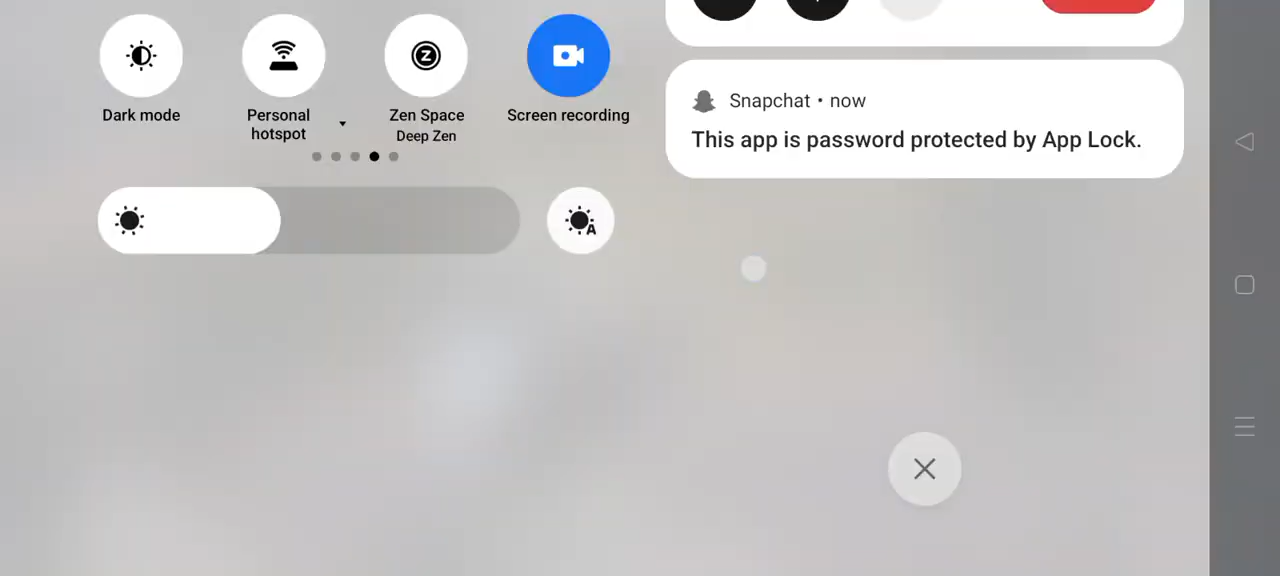 Dark mode
Personal
hotspot
Zen Space
Deep Zen
Screen recording
Snapchat • now
This app is password protected by App Lock.